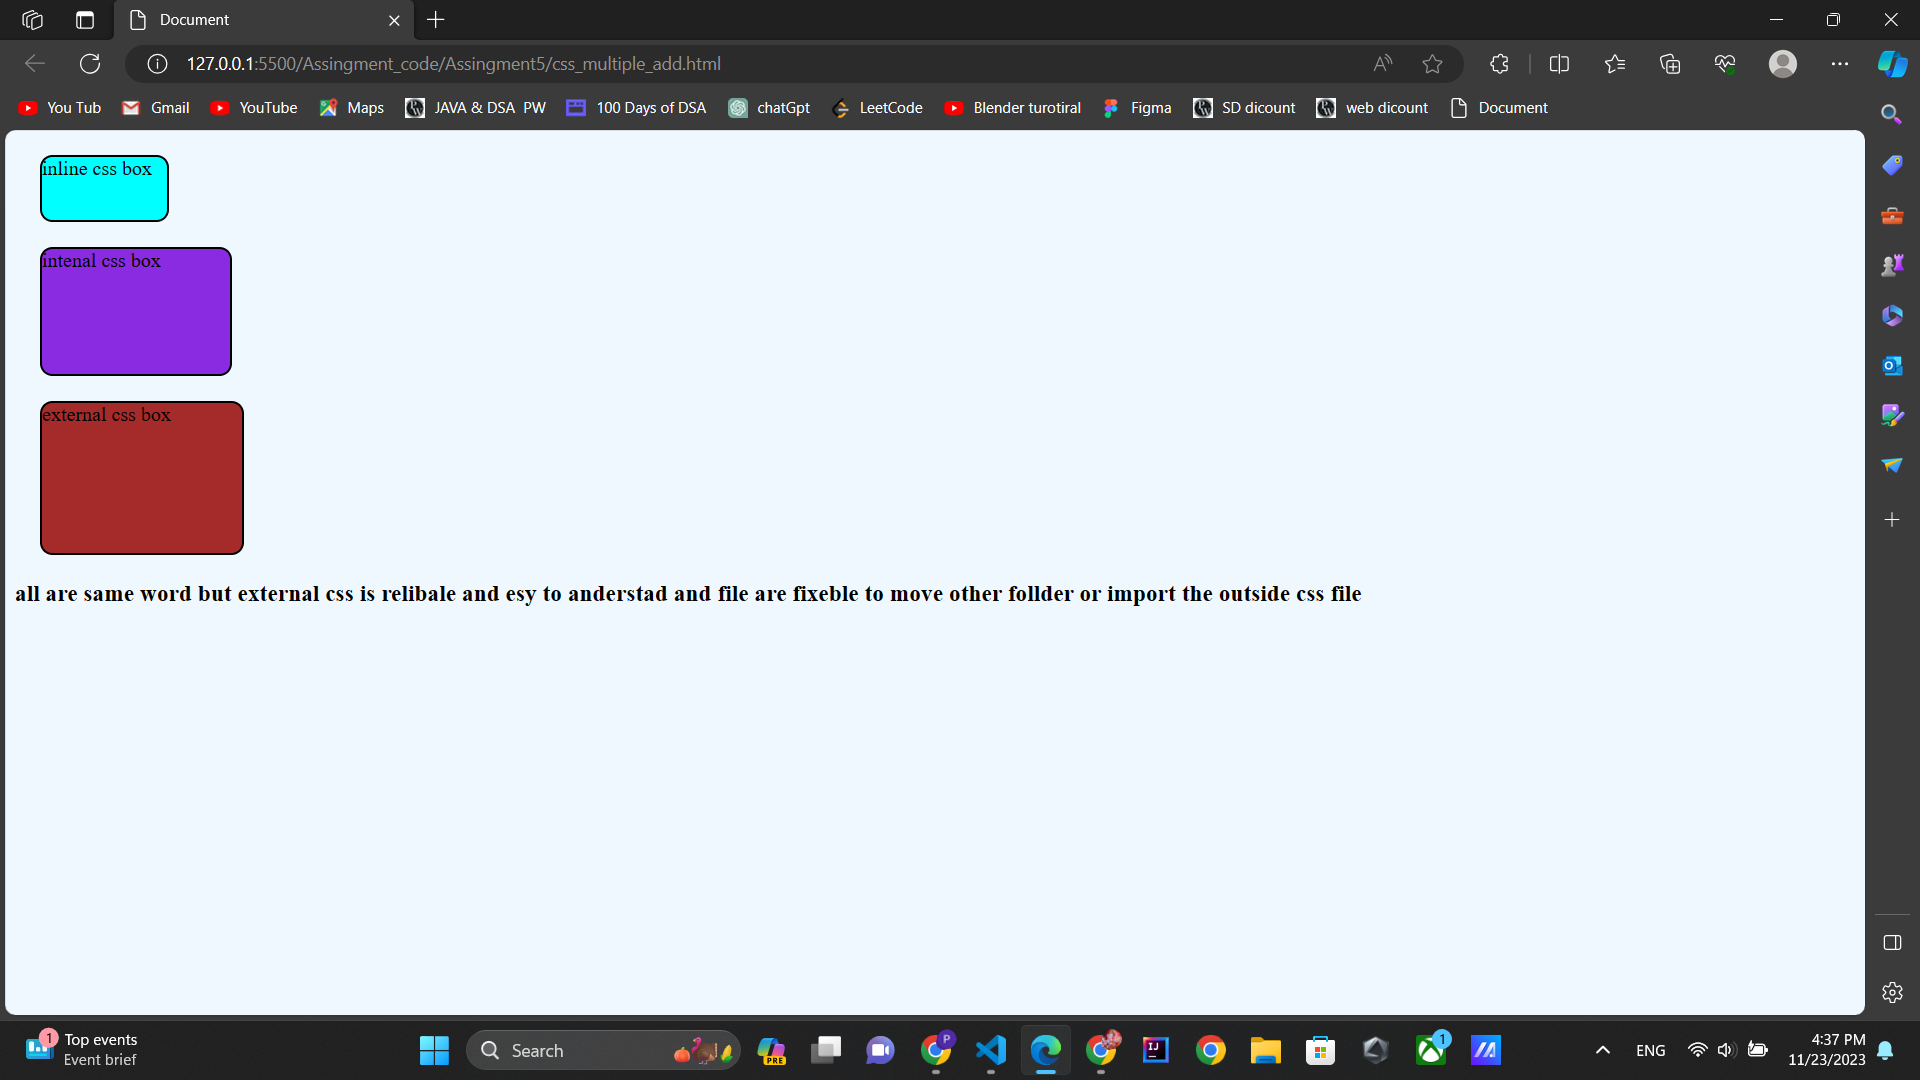 Document
127.0.0.1:5500/Assingment_code/Assingment5/css_multiple_add.html
You Tub Gmail YouTube Maps JAVA & DSA PW 100 Days of DSA chatGpt LeetCode Blender turotiral Figma SD dicount web dicount Document
inline css box
intenal css box
external css box
all are same word but external css is relibale and esy to anderstad and file are fixeble to move other follder or import the outside css file
1 Top events
Event brief
Search
PRE
P
IJ
1
ENG
4:37 PM
11/23/2023